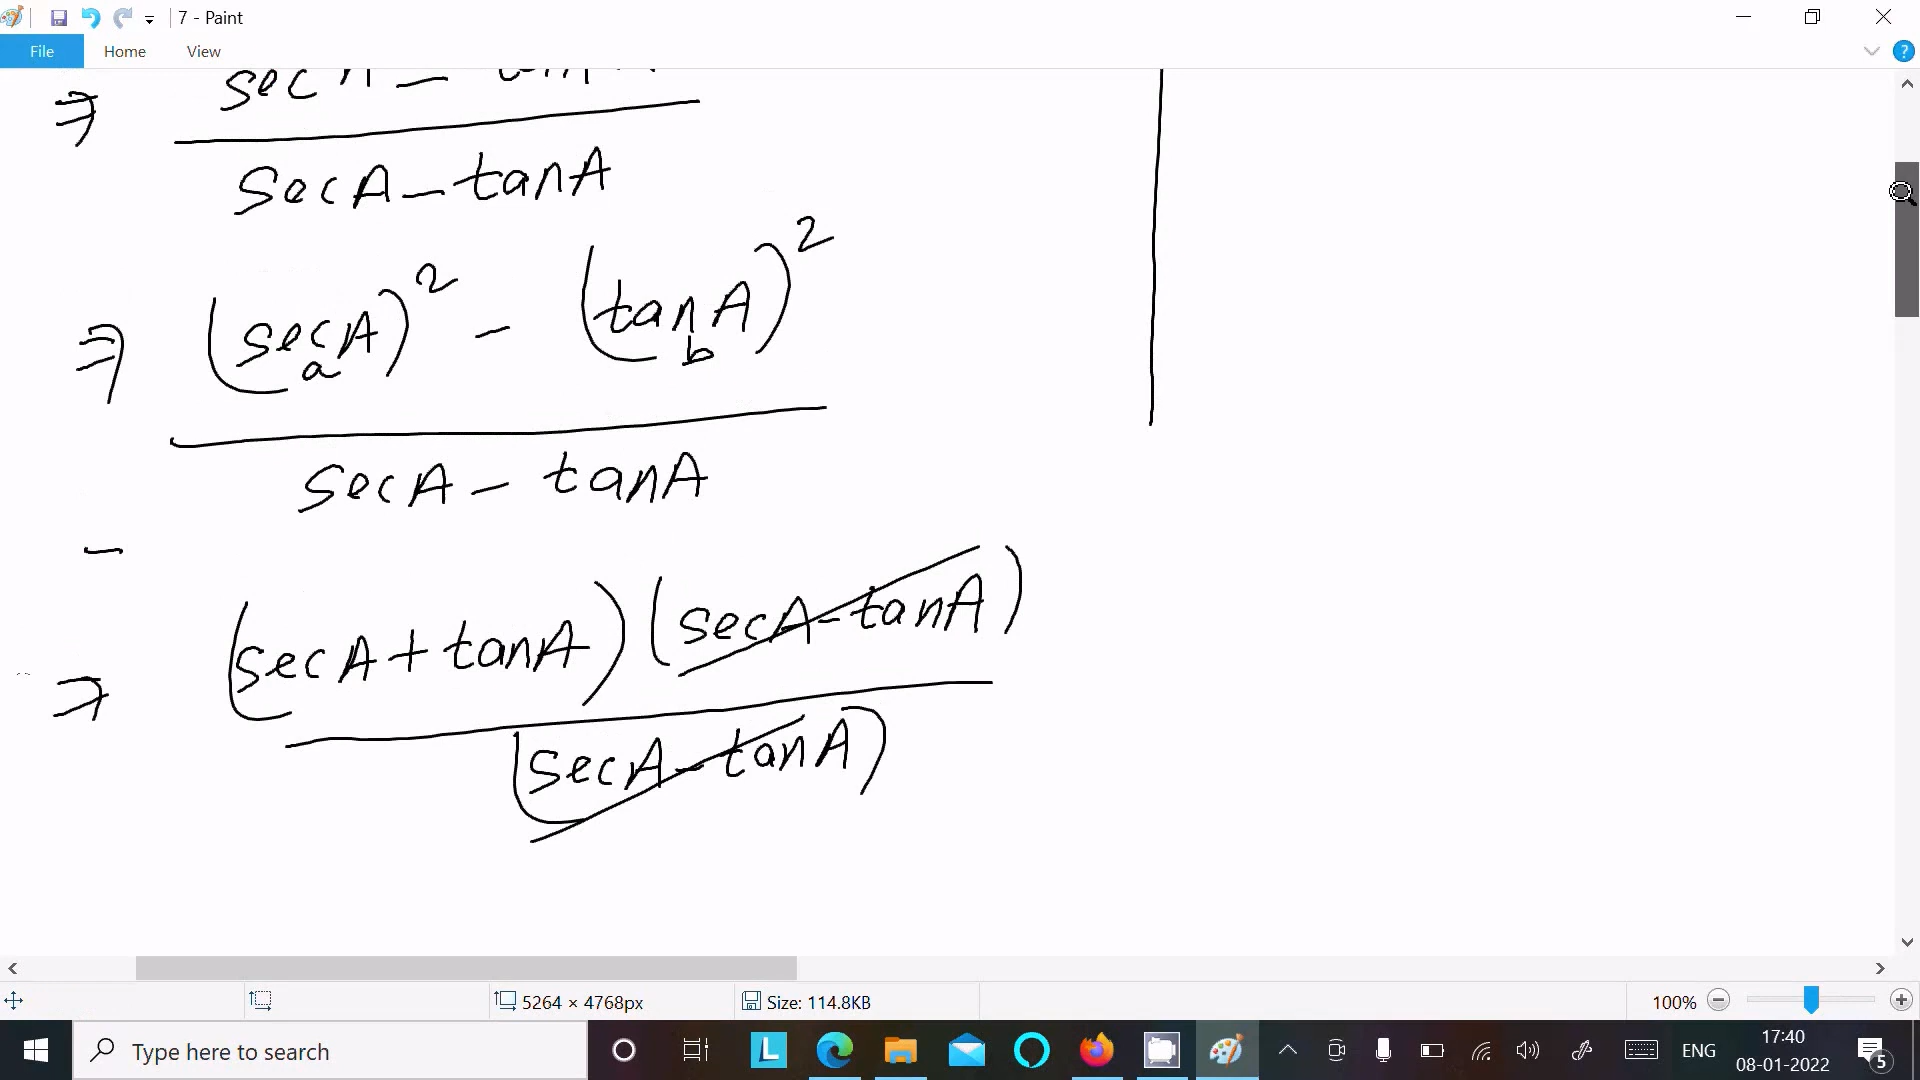 7 - Paint
File Home View
⇒ secA –
secA – tanA
⇒ (secA)² – (tanA)²
a b
secA – tanA
–
⇒ (secA + tanA) (secA – tanA)
(secA – tanA)
5264 × 4768px Size: 114.8KB 100%
Type here to search
L
ENG
17:40
08-01-2022
5